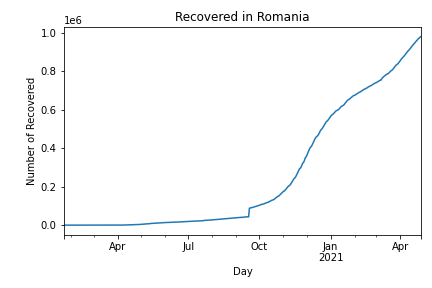 Recovered in Romania
1e6
1.0
0.8
0.6
0.4
0.2
0.0
Number of Recovered
Apr
Jul
Oct
Jan
2021
Apr
Day